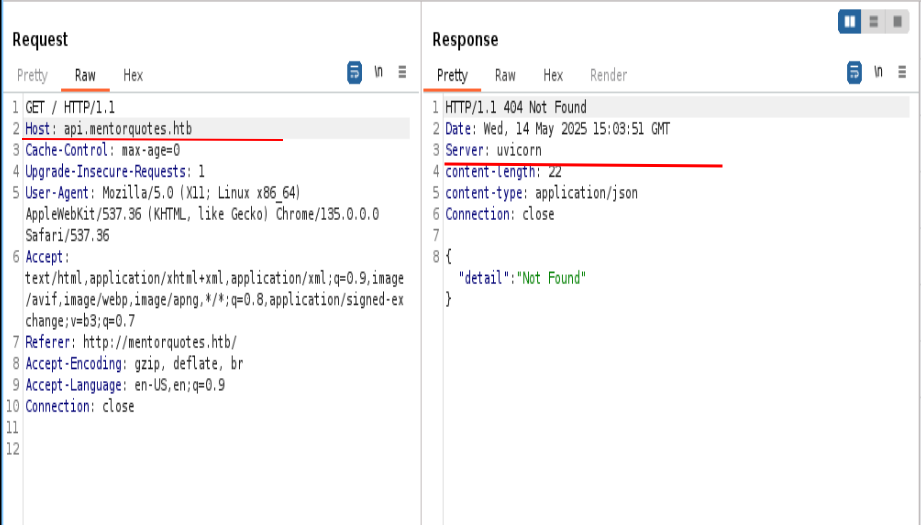 Request
Pretty Raw Hex \n
1 GET / HTTP/1.1
2 Host: api.mentorquotes.htb
3 Cache-Control: max-age=0
4 Upgrade-Insecure-Requests: 1
5 User-Agent: Mozilla/5.0 (X11; Linux x86_64)
AppleWebKit/537.36 (KHTML, like Gecko) Chrome/135.0.0.0
Safari/537.36
6 Accept:
text/html,application/xhtml+xml,application/xml;q=0.9,image
/avif,image/webp,image/apng,*/*;q=0.8,application/signed-ex
change;v=b3;q=0.7
7 Referer: http://mentorquotes.htb/
8 Accept-Encoding: gzip, deflate, br
9 Accept-Language: en-US,en;q=0.9
10 Connection: close
11
12
Response
Pretty Raw Hex Render \n
1 HTTP/1.1 404 Not Found
2 Date: Wed, 14 May 2025 15:03:51 GMT
3 Server: uvicorn
4 content-length: 22
5 content-type: application/json
6 Connection: close
7
8 {
"detail":"Not Found"
}